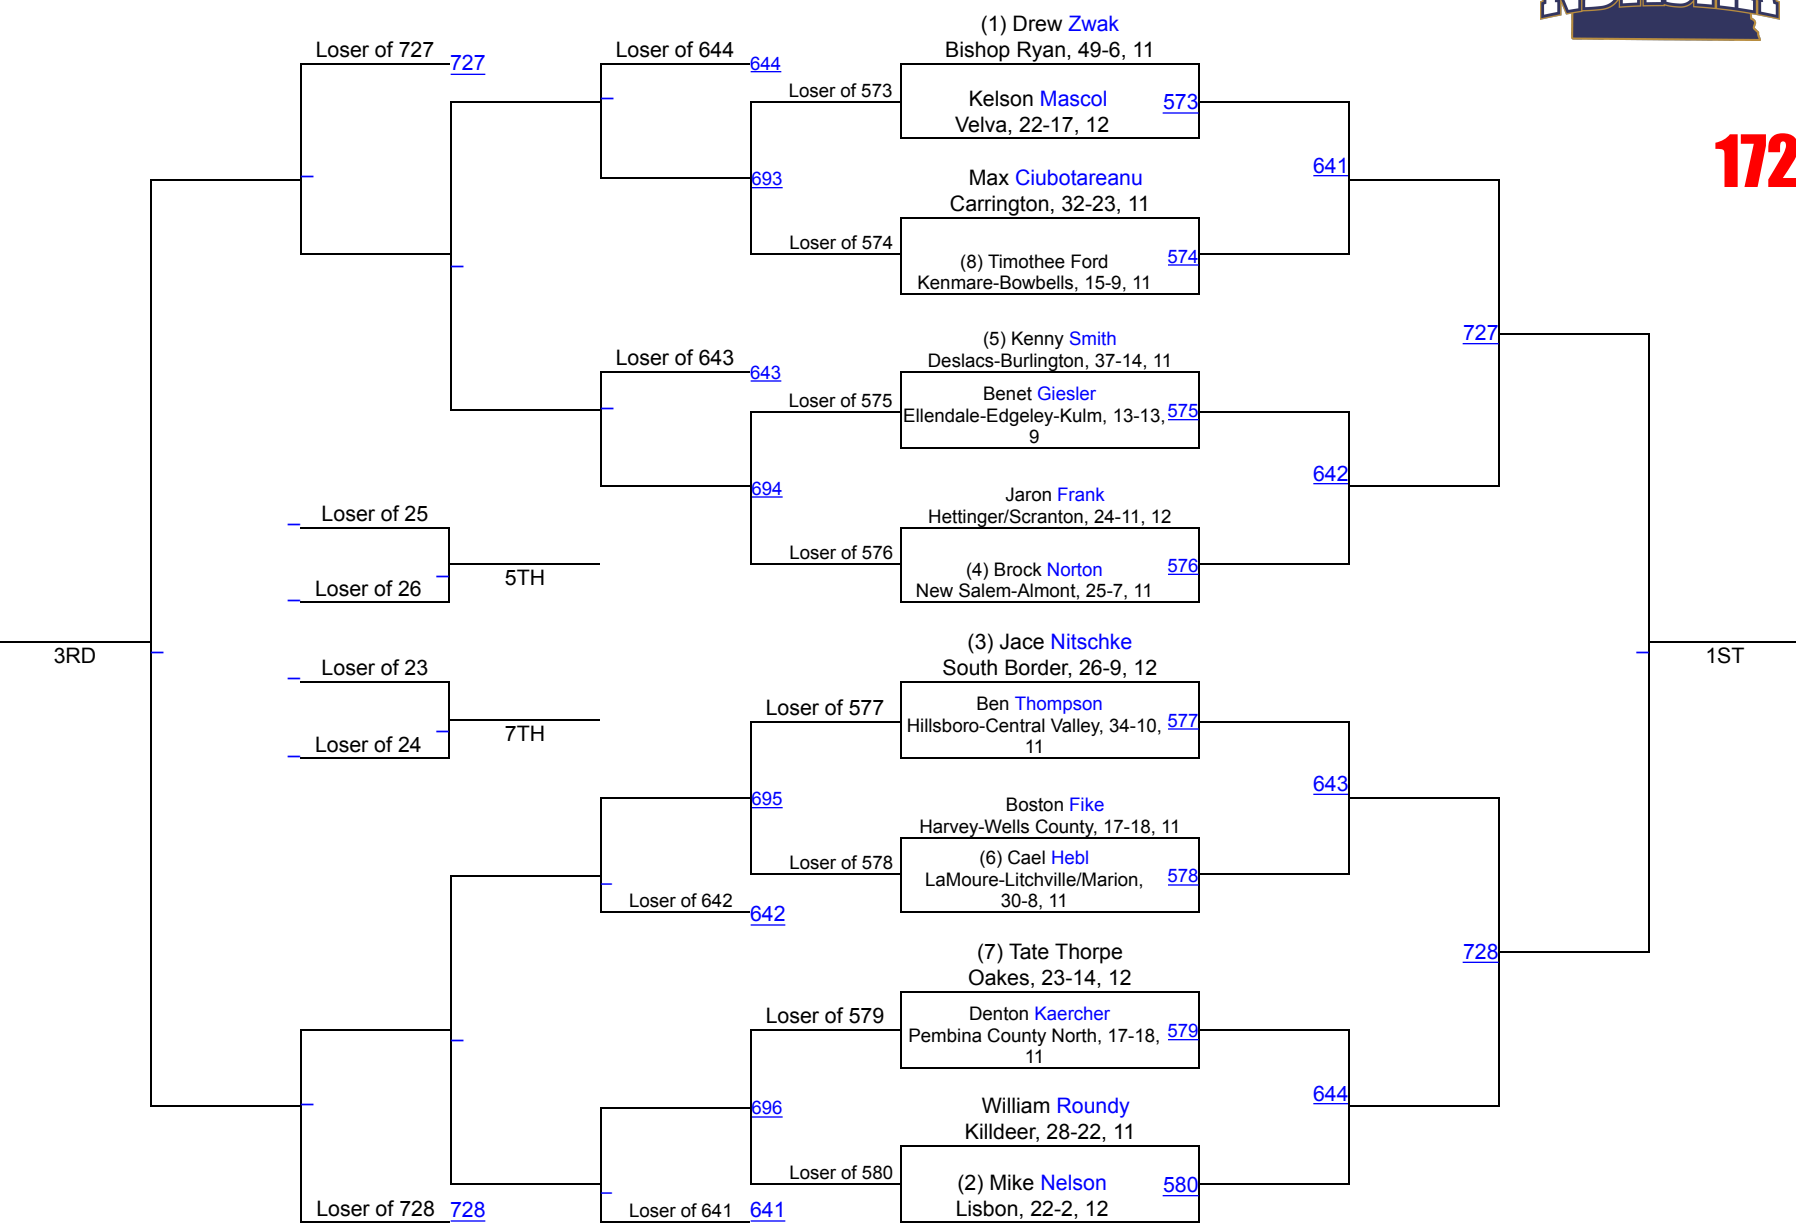 NDHSAA
172
(1) Drew Zwak
Bishop Ryan, 49-6, 11
Kelson Mascol
Velva, 22-17, 12
573
Max Ciubotareanu
Carrington, 32-23, 11
(8) Timothee Ford
Kenmare-Bowbells, 15-9, 11
574
(5) Kenny Smith
Deslacs-Burlington, 37-14, 11
Benet Giesler
Ellendale-Edgeley-Kulm, 13-13,
9
575
Jaron Frank
Hettinger/Scranton, 24-11, 12
(4) Brock Norton
New Salem-Almont, 25-7, 11
576
(3) Jace Nitschke
South Border, 26-9, 12
Ben Thompson
Hillsboro-Central Valley, 34-10,
11
577
Boston Fike
Harvey-Wells County, 17-18, 11
(6) Cael Hebl
LaMoure-Litchville/Marion,
30-8, 11
578
(7) Tate Thorpe
Oakes, 23-14, 12
Denton Kaercher
Pembina County North, 17-18,
11
579
William Roundy
Killdeer, 28-22, 11
(2) Mike Nelson
Lisbon, 22-2, 12
580
641
642
643
644
727
728
1ST
Loser of 573
Loser of 574
Loser of 575
Loser of 576
Loser of 577
Loser of 578
Loser of 579
Loser of 580
Loser of 644
644
693
Loser of 643
643
694
695
Loser of 642
642
696
Loser of 641
641
Loser of 727
727
Loser of 25
Loser of 26
5TH
Loser of 23
Loser of 24
7TH
Loser of 728
728
3RD